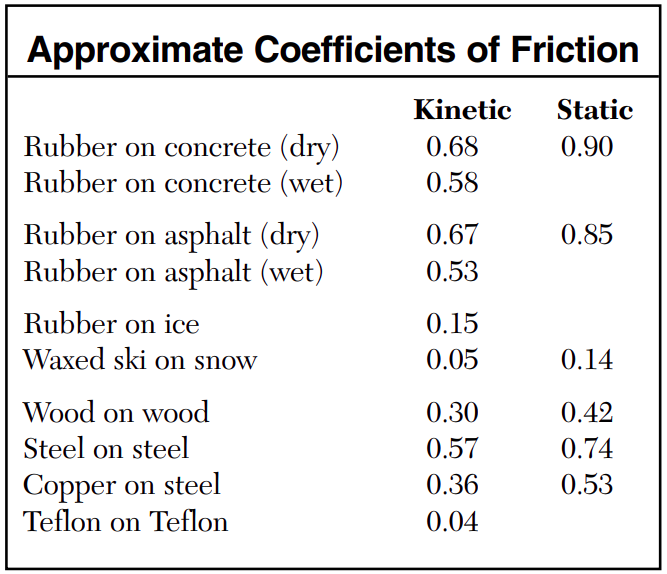 Approximate Coefficients of Friction
Kinetic Static
Rubber on concrete (dry) 0.68 0.90
Rubber on concrete (wet) 0.58
Rubber on asphalt (dry) 0.67 0.85
Rubber on asphalt (wet) 0.53
Rubber on ice 0.15
Waxed ski on snow 0.05 0.14
Wood on wood 0.30 0.42
Steel on steel 0.57 0.74
Copper on steel 0.36 0.53
Teflon on Teflon 0.04